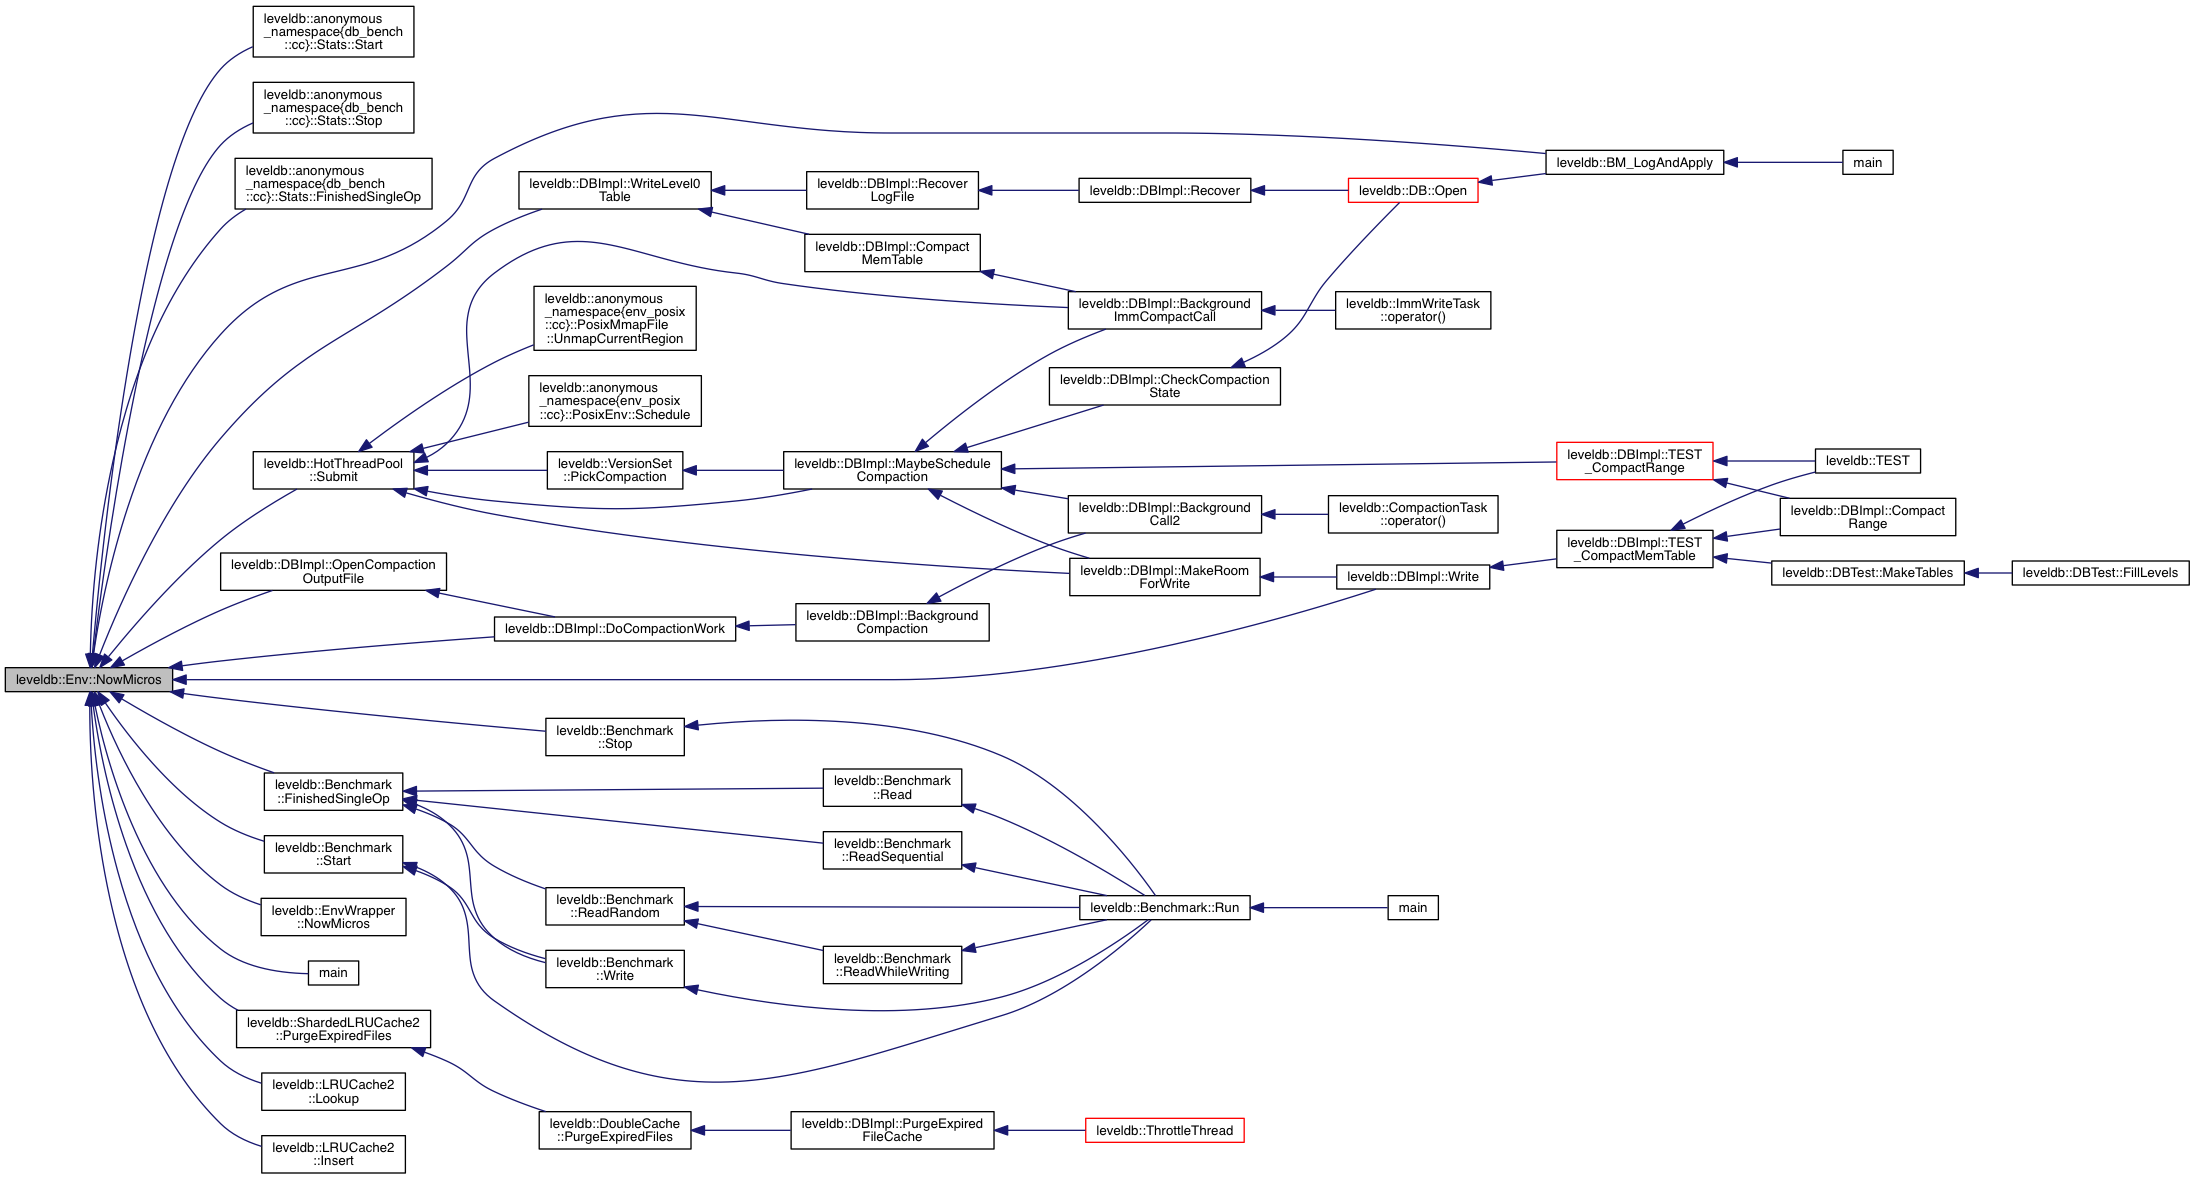 leveldb::anonymous
_namespace{db_bench
::cc}::Stats::Start
leveldb::anonymous
_namespace{db_bench
::cc}::Stats::Stop
leveldb::anonymous
_namespace{db_bench
::cc}::Stats::FinishedSingleOp
leveldb::BM_LogAndApply
main
leveldb::DBImpl::WriteLevel0
Table
leveldb::DBImpl::Recover
LogFile
leveldb::DBImpl::Recover
leveldb::DB::Open
leveldb::DBImpl::Compact
MemTable
leveldb::anonymous
_namespace{env_posix
::cc}::PosixMmapFile
::UnmapCurrentRegion
leveldb::DBImpl::Background
ImmCompactCall
leveldb::ImmWriteTask
::operator()
leveldb::anonymous
_namespace{env_posix
::cc}::PosixEnv::Schedule
leveldb::DBImpl::CheckCompaction
State
leveldb::HotThreadPool
::Submit
leveldb::VersionSet
::PickCompaction
leveldb::DBImpl::MaybeSchedule
Compaction
leveldb::DBImpl::TEST
_CompactRange
leveldb::TEST
leveldb::DBImpl::Background
Call2
leveldb::CompactionTask
::operator()
leveldb::DBImpl::Compact
Range
leveldb::DBImpl::TEST
_CompactMemTable
leveldb::DBImpl::OpenCompaction
OutputFile
leveldb::DBImpl::MakeRoom
ForWrite
leveldb::DBImpl::Write
leveldb::DBTest::MakeTables
leveldb::DBTest::FillLevels
leveldb::DBImpl::DoCompactionWork
leveldb::DBImpl::Background
Compaction
leveldb::Env::NowMicros
leveldb::Benchmark
::Stop
leveldb::Benchmark
::FinishedSingleOp
leveldb::Benchmark
::Read
leveldb::Benchmark
::Start
leveldb::Benchmark
::ReadSequential
leveldb::EnvWrapper
::NowMicros
leveldb::Benchmark
::ReadRandom
leveldb::Benchmark::Run
main
main
leveldb::Benchmark
::Write
leveldb::Benchmark
::ReadWhileWriting
leveldb::ShardedLRUCache2
::PurgeExpiredFiles
leveldb::LRUCache2
::Lookup
leveldb::DoubleCache
::PurgeExpiredFiles
leveldb::DBImpl::PurgeExpired
FileCache
leveldb::ThrottleThread
leveldb::LRUCache2
::Insert